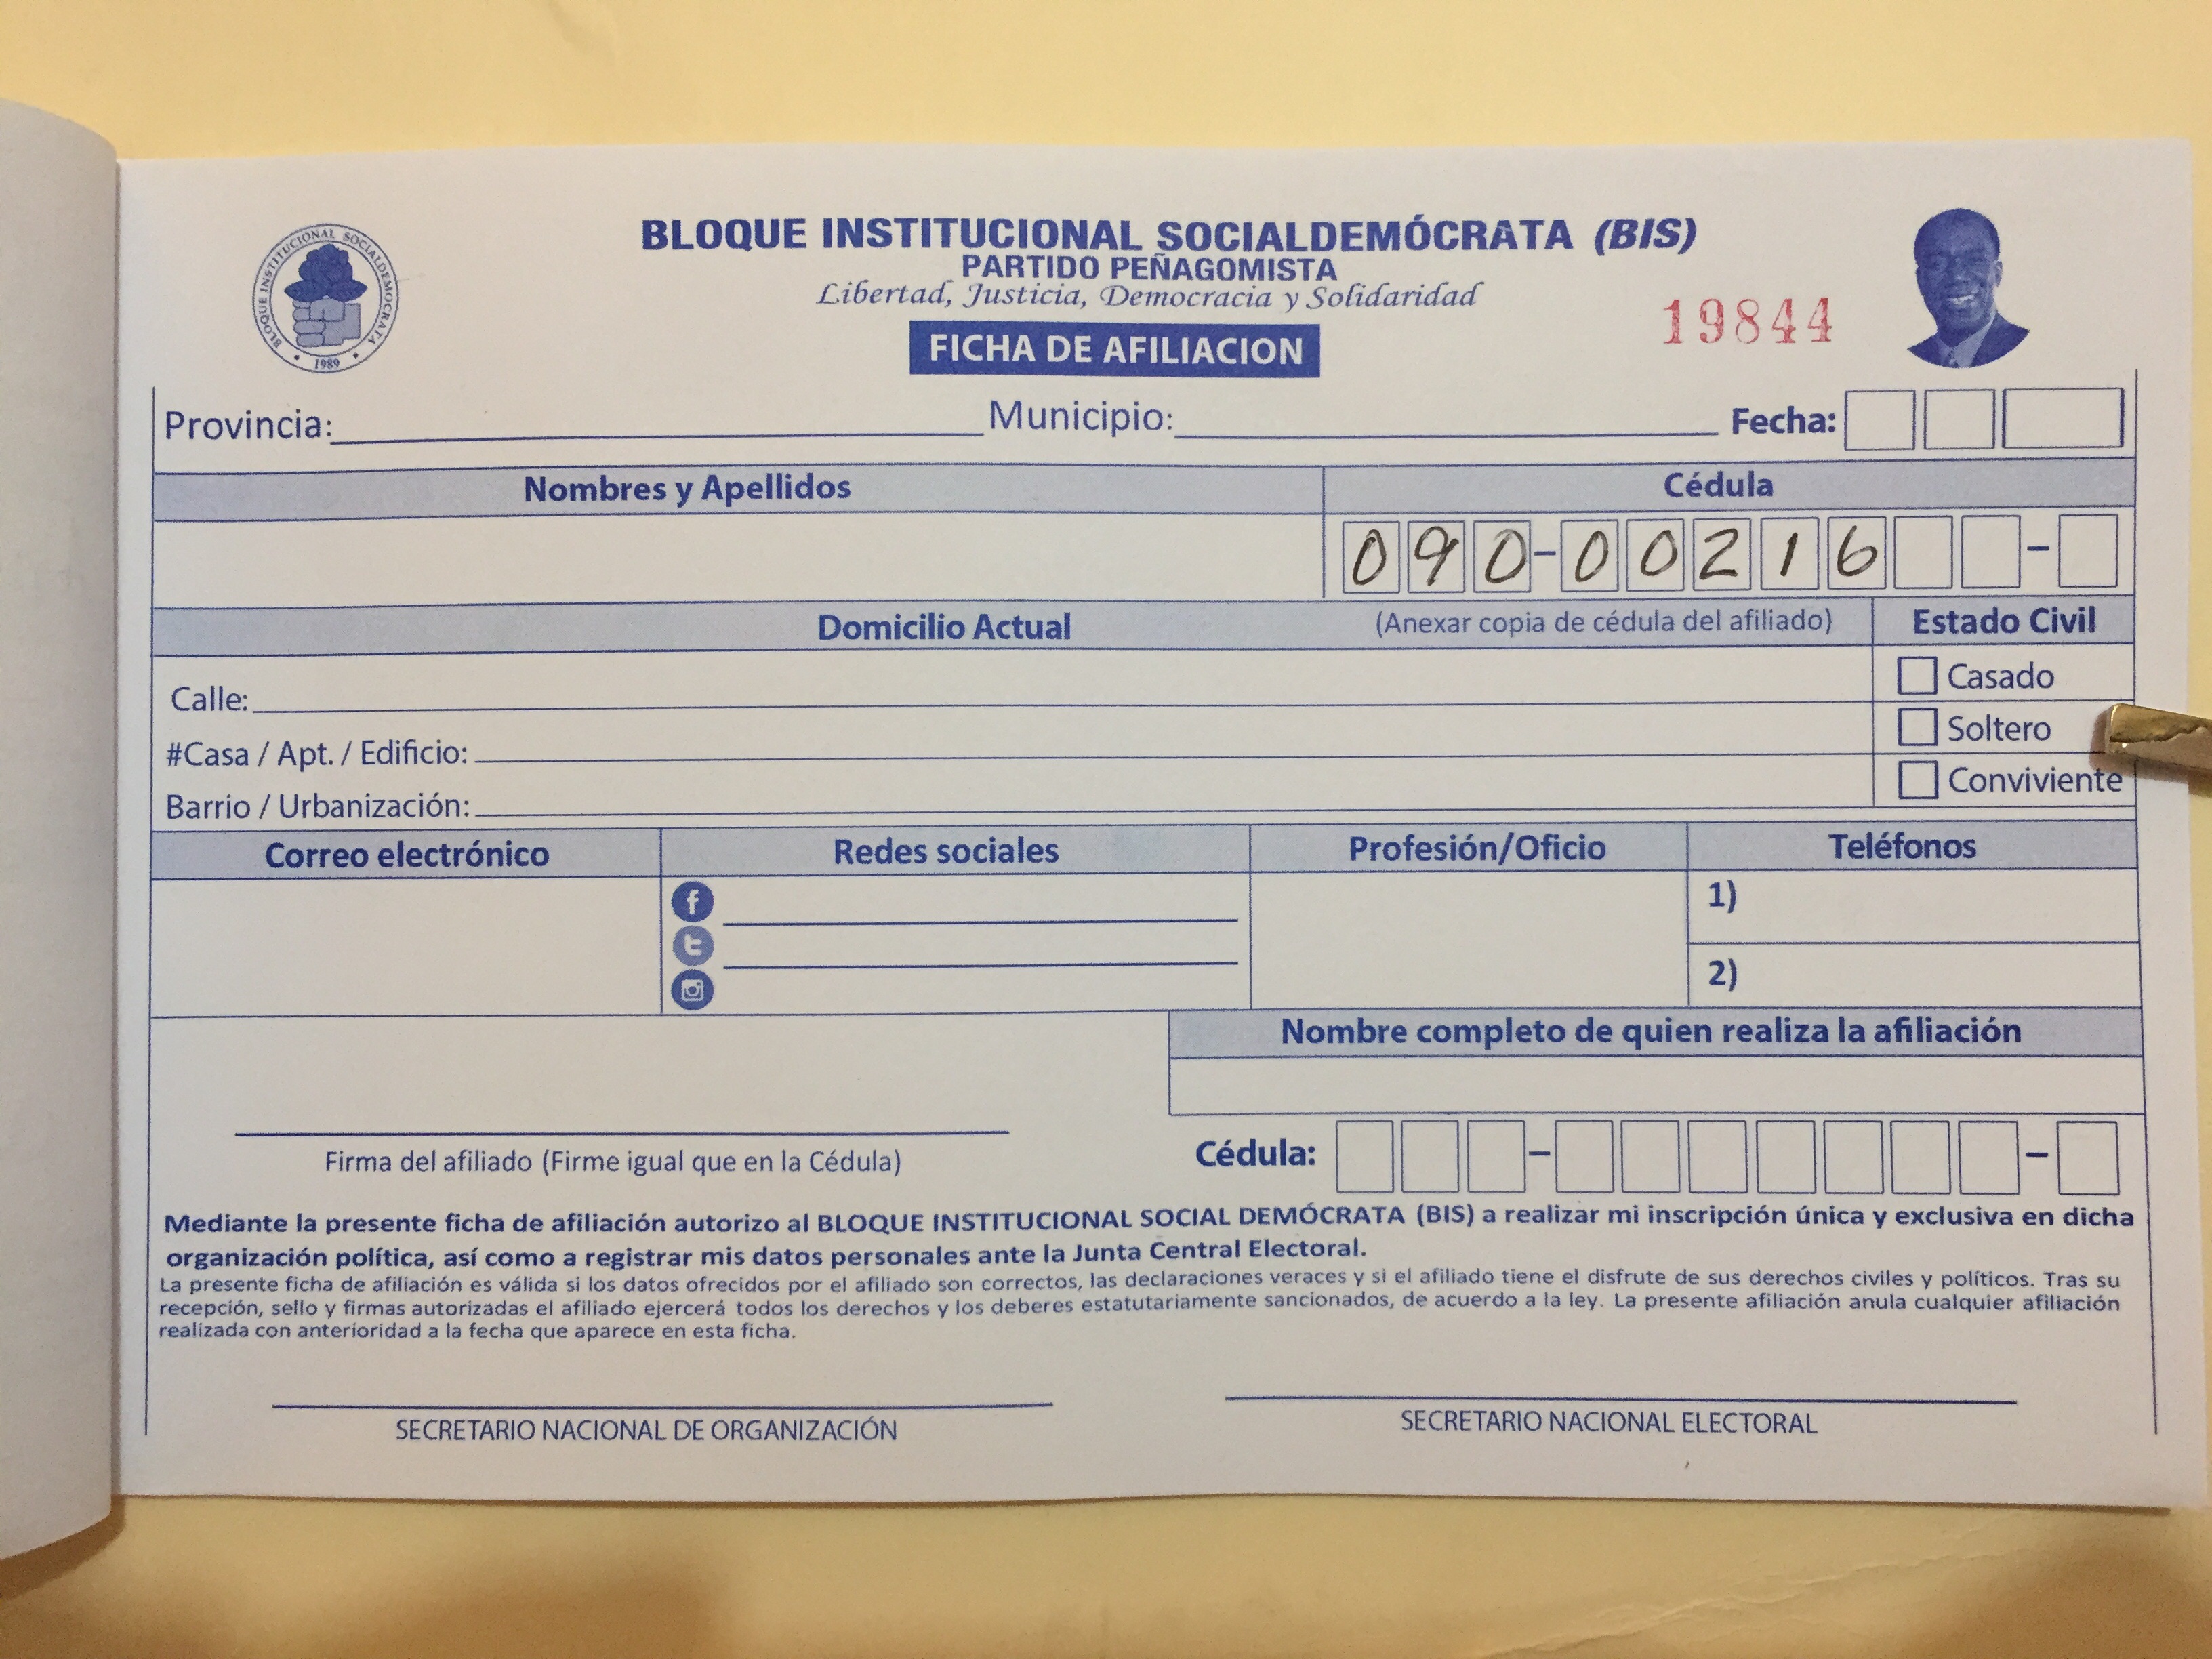 BLOQUE INSTITUCIONAL SOCIALDEMOCRATA
1989
BLOQUE INSTITUCIONAL SOCIALDEMÓCRATA (BIS)
PARTIDO PEÑAGOMISTA
Libertad, Justicia, Democracia y Solidaridad
19844
FICHA DE AFILIACION
Provincia: Municipio: Fecha:
Nombres y Apellidos Cédula
090-00216 -
Domicilio Actual (Anexar copia de cédula del afiliado) Estado Civil
Casado
Calle:
Soltero
#Casa / Apt. / Edificio:
Conviviente
Barrio / Urbanización:
Correo electrónico Redes sociales Profesión/Oficio Teléfonos
1)
2)
Nombre completo de quien realiza la afiliación
Cédula: - -
Firma del afiliado (Firme igual que en la Cédula)
Mediante la presente ficha de afiliación autorizo al BLOQUE INSTITUCIONAL SOCIAL DEMÓCRATA (BIS) a realizar mi inscripción única y exclusiva en dicha
organización política, así como a registrar mis datos personales ante la Junta Central Electoral.
La presente ficha de afiliación es válida si los datos ofrecidos por el afiliado son correctos, las declaraciones veraces y si el afiliado tiene el disfrute de sus derechos civiles y políticos. Tras su
recepción, sello y firmas autorizadas el afiliado ejercerá todos los derechos y los deberes estatutariamente sancionados, de acuerdo a la ley. La presente afiliación anula cualquier afiliación
realizada con anterioridad a la fecha que aparece en esta ficha.
SECRETARIO NACIONAL DE ORGANIZACIÓN SECRETARIO NACIONAL ELECTORAL